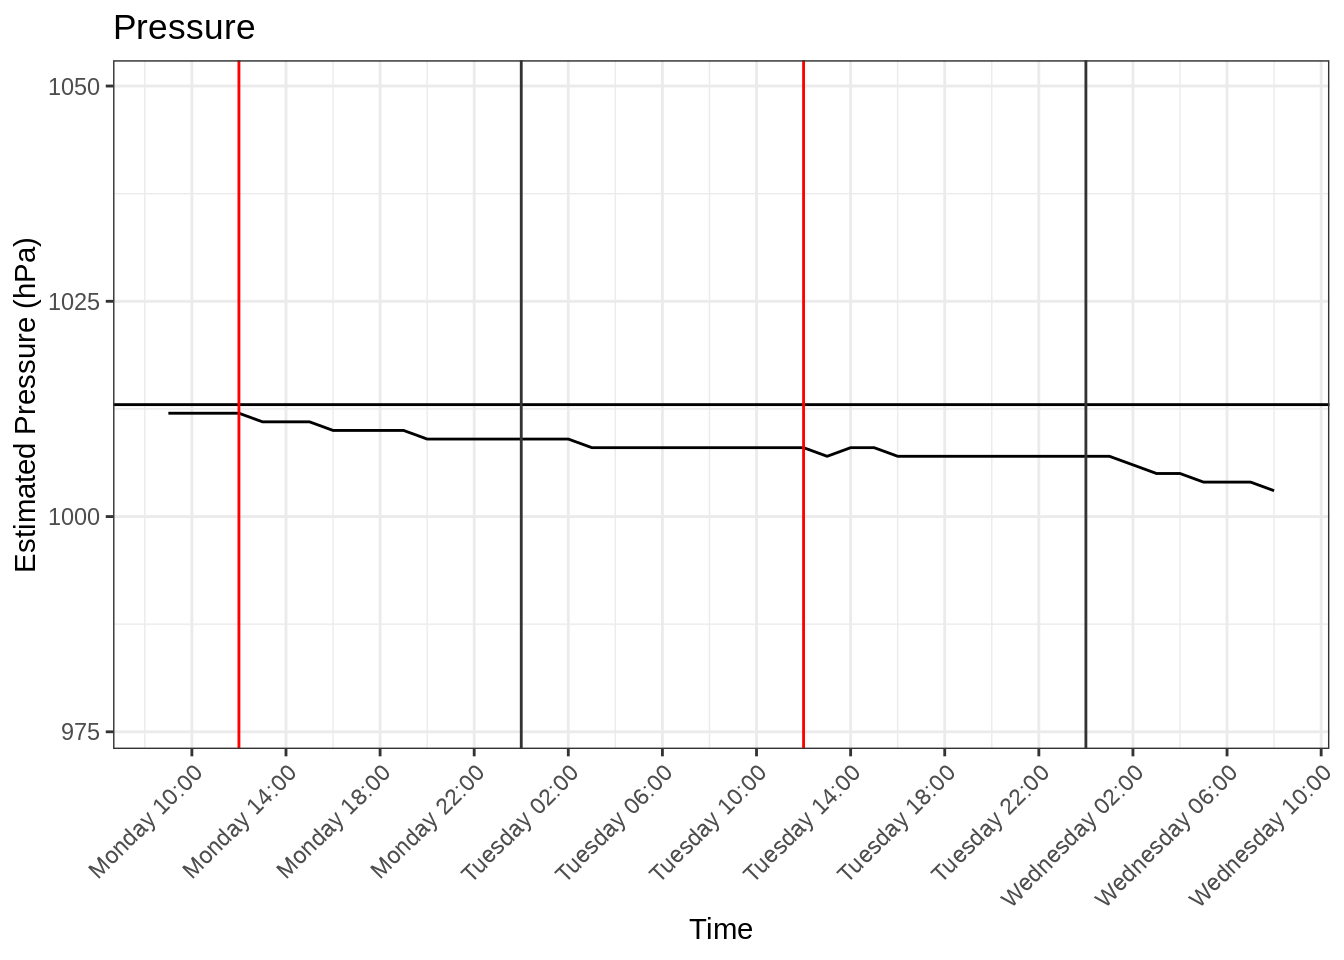 Pressure
Estimated Pressure (hPa)
1050
1025
1000
975
Monday 10:00
Monday 14:00
Monday 18:00
Monday 22:00
Tuesday 02:00
Tuesday 06:00
Tuesday 10:00
Tuesday 14:00
Tuesday 18:00
Tuesday 22:00
Wednesday 02:00
Wednesday 06:00
Wednesday 10:00
Time